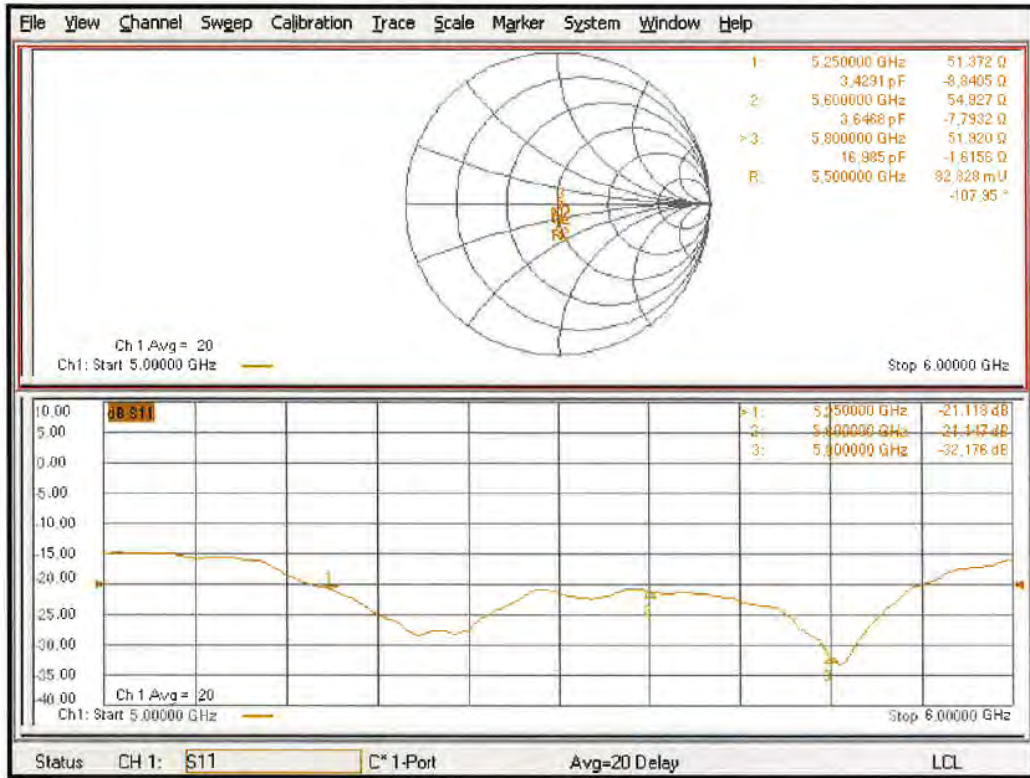 File View Channel Sweep Calibration Trace Scale Marker System Window Help
1: 5.250000 GHz 51.372 Ω
3.4291 pF -8.8405 Ω
2: 5.600000 GHz 54.927 Ω
3.6468 pF -7.7932 Ω
> 3: 5.800000 GHz 51.920 Ω
16.985 pF -1.6156 Ω
R: 5.500000 GHz 82.828 mU
-107.95 °
Ch 1 Avg = 20
Ch1: Start 5.00000 GHz Stop 6.00000 GHz
10.00 dB S11 > 1: 5.250000 GHz -21.118 dB
5.00 2: 5.600000 GHz -21.147 dB
0.00 3: 5.800000 GHz -32.176 dB
-5.00
-10.00
-15.00
-20.00 1
-25.00
-30.00
-35.00 3
-40.00 Ch 1 Avg = 20
Ch1: Start 5.00000 GHz Stop 6.00000 GHz
Status CH 1: S11 C* 1-Port Avg=20 Delay LCL